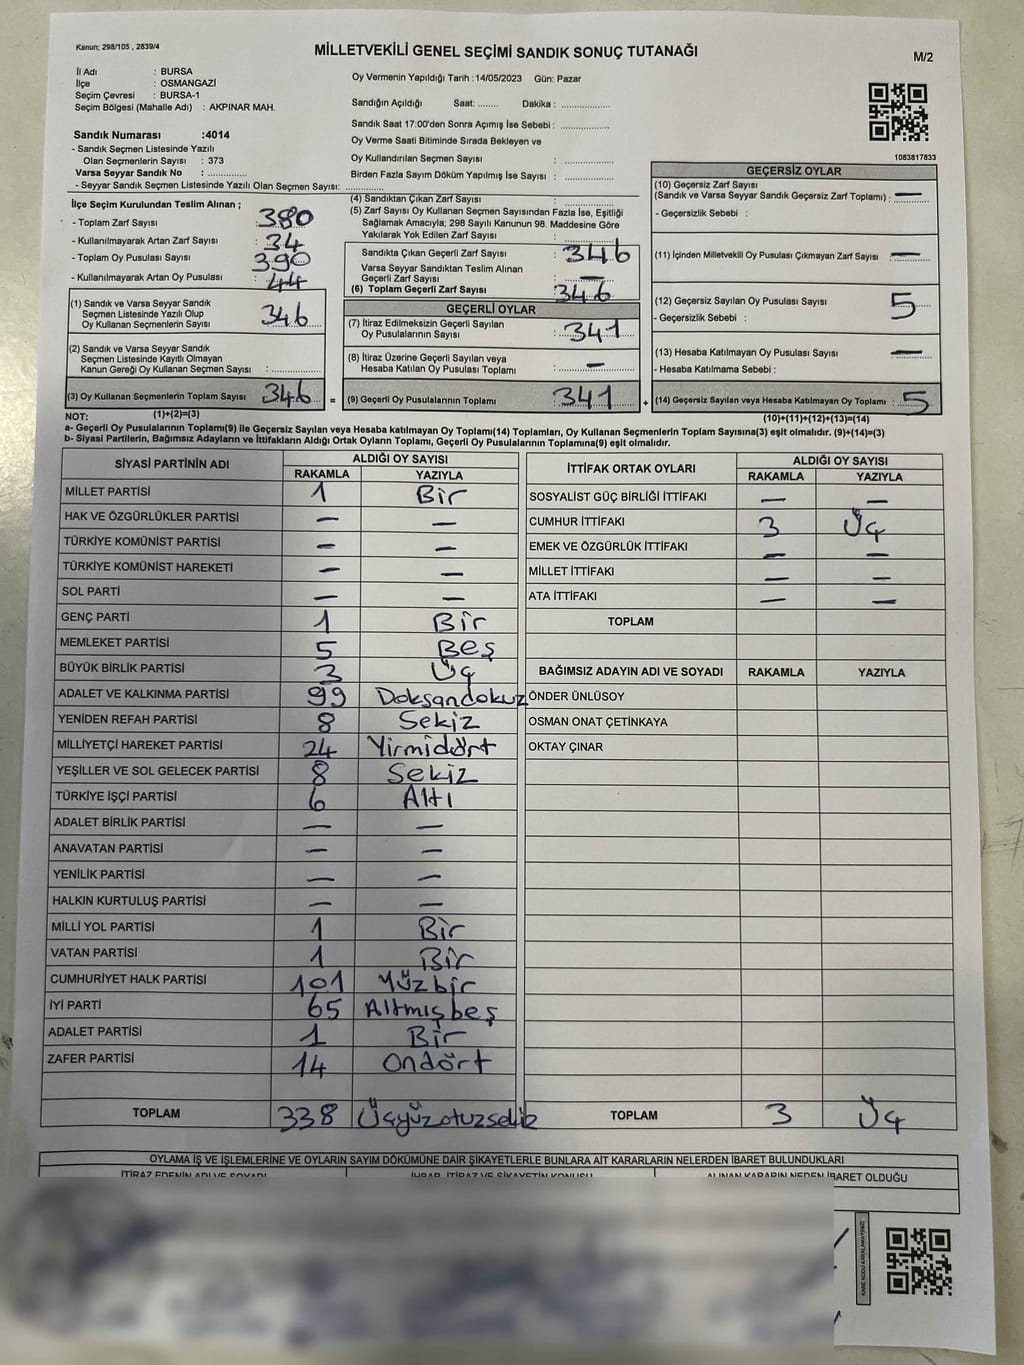 Kanun; 298/105 , 2839/4
MİLLETVEKİLİ GENEL SEÇİMİ SANDIK SONUÇ TUTANAĞI
M/2
İl Adı : BURSA
İlçe : OSMANGAZİ
Seçim Çevresi : BURSA-1
Seçim Bölgesi (Mahalle Adı) : AKPINAR MAH.
Oy Vermenin Yapıldığı Tarih :14/05/2023 Gün: Pazar
Sandığın Açıldığı Saat: ........ Dakika : ....................
Sandık Saat 17:00'den Sonra Açımış İse Sebebi : ....................
Oy Verme Saati Bitiminde Sırada Bekleyen ve
Oy Kullandırılan Seçmen Sayısı : ....................
Birden Fazla Sayım Döküm Yapılmış İse Sayısı : ....................
1083817833
Sandık Numarası :4014
- Sandık Seçmen Listesinde Yazılı
Olan Seçmenlerin Sayısı : 373
Varsa Seyyar Sandık No : ................
- Seyyar Sandık Seçmen Listesinde Yazılı Olan Seçmen Sayısı: ................
İlçe Seçim Kurulundan Teslim Alınan ;
- Toplam Zarf Sayısı : 380
- Kullanılmayarak Artan Zarf Sayısı : 34
- Toplam Oy Pusulası Sayısı : 390
- Kullanılmayarak Artan Oy Pusulası : 44
(1) Sandık ve Varsa Seyyar Sandık
Seçmen Listesinde Yazılı Olup
Oy Kullanan Seçmenlerin Sayısı : 346
(2) Sandık ve Varsa Seyyar Sandık
Seçmen Listesinde Kayıtlı Olmayan
Kanun Gereği Oy Kullanan Seçmen Sayısı : ................
(3) Oy Kullanan Seçmenlerin Toplam Sayısı : 346 =
(4) Sandıktan Çıkan Zarf Sayısı : ....................
(5) Zarf Sayısı Oy Kullanan Seçmen Sayısından Fazla İse, Eşitliği
Sağlamak Amacıyla; 298 Sayılı Kanunun 98. Maddesine Göre
Yakılarak Yok Edilen Zarf Sayısı : ....................
Sandıkta Çıkan Geçerli Zarf Sayısı : 346
Varsa Seyyar Sandıktan Teslim Alınan
Geçerli Zarf Sayısı : —
(6) Toplam Geçerli Zarf Sayısı : 346
GEÇERLİ OYLAR
(7) İtiraz Edilmeksizin Geçerli Sayılan
Oy Pusulalarının Sayısı : 341
(8) İtiraz Üzerine Geçerli Sayılan veya
Hesaba Katılan Oy Pusulası Toplamı : —
(9) Geçerli Oy Pusulalarının Toplamı : 341 +
GEÇERSİZ OYLAR
(10) Geçersiz Zarf Sayısı
(Sandık ve Varsa Seyyar Sandık Geçersiz Zarf Toplamı) : —
- Geçersizlik Sebebi :
(11) İçinden Milletvekili Oy Pusulası Çıkmayan Zarf Sayısı : —
(12) Geçersiz Sayılan Oy Pusulası Sayısı : 5
- Geçersizlik Sebebi :
(13) Hesaba Katılmayan Oy Pusulası Sayısı : —
- Hesaba Katılmama Sebebi :
(14) Geçersiz Sayılan veya Hesaba Katılmayan Oy Toplamı : 5
NOT: (1)+(2)=(3) (10)+(11)+(12)+(13)=(14)
a- Geçerli Oy Pusulalarının Toplamı(9) ile Geçersiz Sayılan veya Hesaba katılmayan Oy Toplamı(14) Toplamları, Oy Kullanan Seçmenlerin Toplam Sayısına(3) eşit olmalıdır. (9)+(14)=(3)
b- Siyasi Partilerin, Bağımsız Adayların ve İttifakların Aldığı Ortak Oyların Toplamı, Geçerli Oy Pusulalarının Toplamına(9) eşit olmalıdır.
SİYASİ PARTİNİN ADI ALDIĞI OY SAYISI
RAKAMLA YAZIYLA
MİLLET PARTİSİ 1 Bir
HAK VE ÖZGÜRLÜKLER PARTİSİ — —
TÜRKİYE KOMÜNİST PARTİSİ — —
TÜRKİYE KOMÜNİST HAREKETİ — —
SOL PARTİ — —
GENÇ PARTİ 1 Bir
MEMLEKET PARTİSİ 5 Beş
BÜYÜK BİRLİK PARTİSİ 3 Üç
ADALET VE KALKINMA PARTİSİ 99 Doksandokuz
YENİDEN REFAH PARTİSİ 8 Sekiz
MİLLİYETÇİ HAREKET PARTİSİ 24 Yirmidört
YEŞİLLER VE SOL GELECEK PARTİSİ 8 Sekiz
TÜRKİYE İŞÇİ PARTİSİ 6 Altı
ADALET BİRLİK PARTİSİ — —
ANAVATAN PARTİSİ — —
YENİLİK PARTİSİ — —
HALKIN KURTULUŞ PARTİSİ — —
MİLLİ YOL PARTİSİ 1 Bir
VATAN PARTİSİ 1 Bir
CUMHURİYET HALK PARTİSİ 101 Yüzbir
İYİ PARTİ 65 Altmışbeş
ADALET PARTİSİ 1 Bir
ZAFER PARTİSİ 14 Ondört
TOPLAM 338 Üçyüzotuzsekiz
İTTİFAK ORTAK OYLARI ALDIĞI OY SAYISI
RAKAMLA YAZIYLA
SOSYALİST GÜÇ BİRLİĞİ İTTİFAKI — —
CUMHUR İTTİFAKI 3 Üç
EMEK VE ÖZGÜRLÜK İTTİFAKI — —
MİLLET İTTİFAKI — —
ATA İTTİFAKI — —
TOPLAM
BAĞIMSIZ ADAYIN ADI VE SOYADI RAKAMLA YAZIYLA
ÖNDER ÜNLÜSOY
OSMAN ONAT ÇETİNKAYA
OKTAY ÇINAR
TOPLAM 3 Üç
OYLAMA İŞ VE İŞLEMLERİNE VE OYLARIN SAYIM DÖKÜMÜNE DAİR ŞİKAYETLERLE BUNLARA AİT KARARLARIN NELERDEN İBARET BULUNDUKLARI
İTİRAZ EDENİN ADI VE SOYADI İHBAR, İTİRAZ VE ŞİKAYETİN KONUSU ALINAN KARARIN NEDEN İBARET OLDUĞU